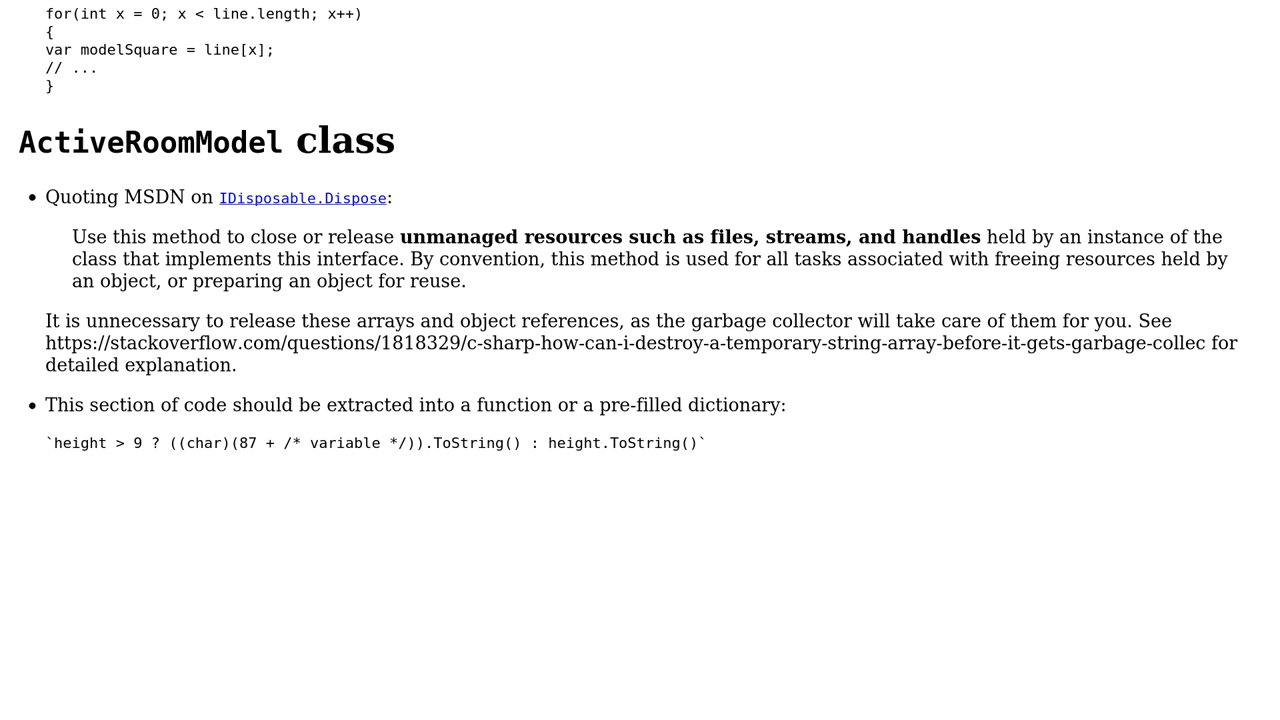 for(int x = 0; x < line.length; x++)
{
var modelSquare = line[x];
// ...
}
ActiveRoomModel class
• Quoting MSDN on IDisposable.Dispose:
Use this method to close or release unmanaged resources such as files, streams, and handles held by an instance of the
class that implements this interface. By convention, this method is used for all tasks associated with freeing resources held by
an object, or preparing an object for reuse.
It is unnecessary to release these arrays and object references, as the garbage collector will take care of them for you. See
https://stackoverflow.com/questions/1818329/c-sharp-how-can-i-destroy-a-temporary-string-array-before-it-gets-garbage-collec for
detailed explanation.
• This section of code should be extracted into a function or a pre-filled dictionary:
`height > 9 ? ((char)(87 + /* variable */)).ToString() : height.ToString()`